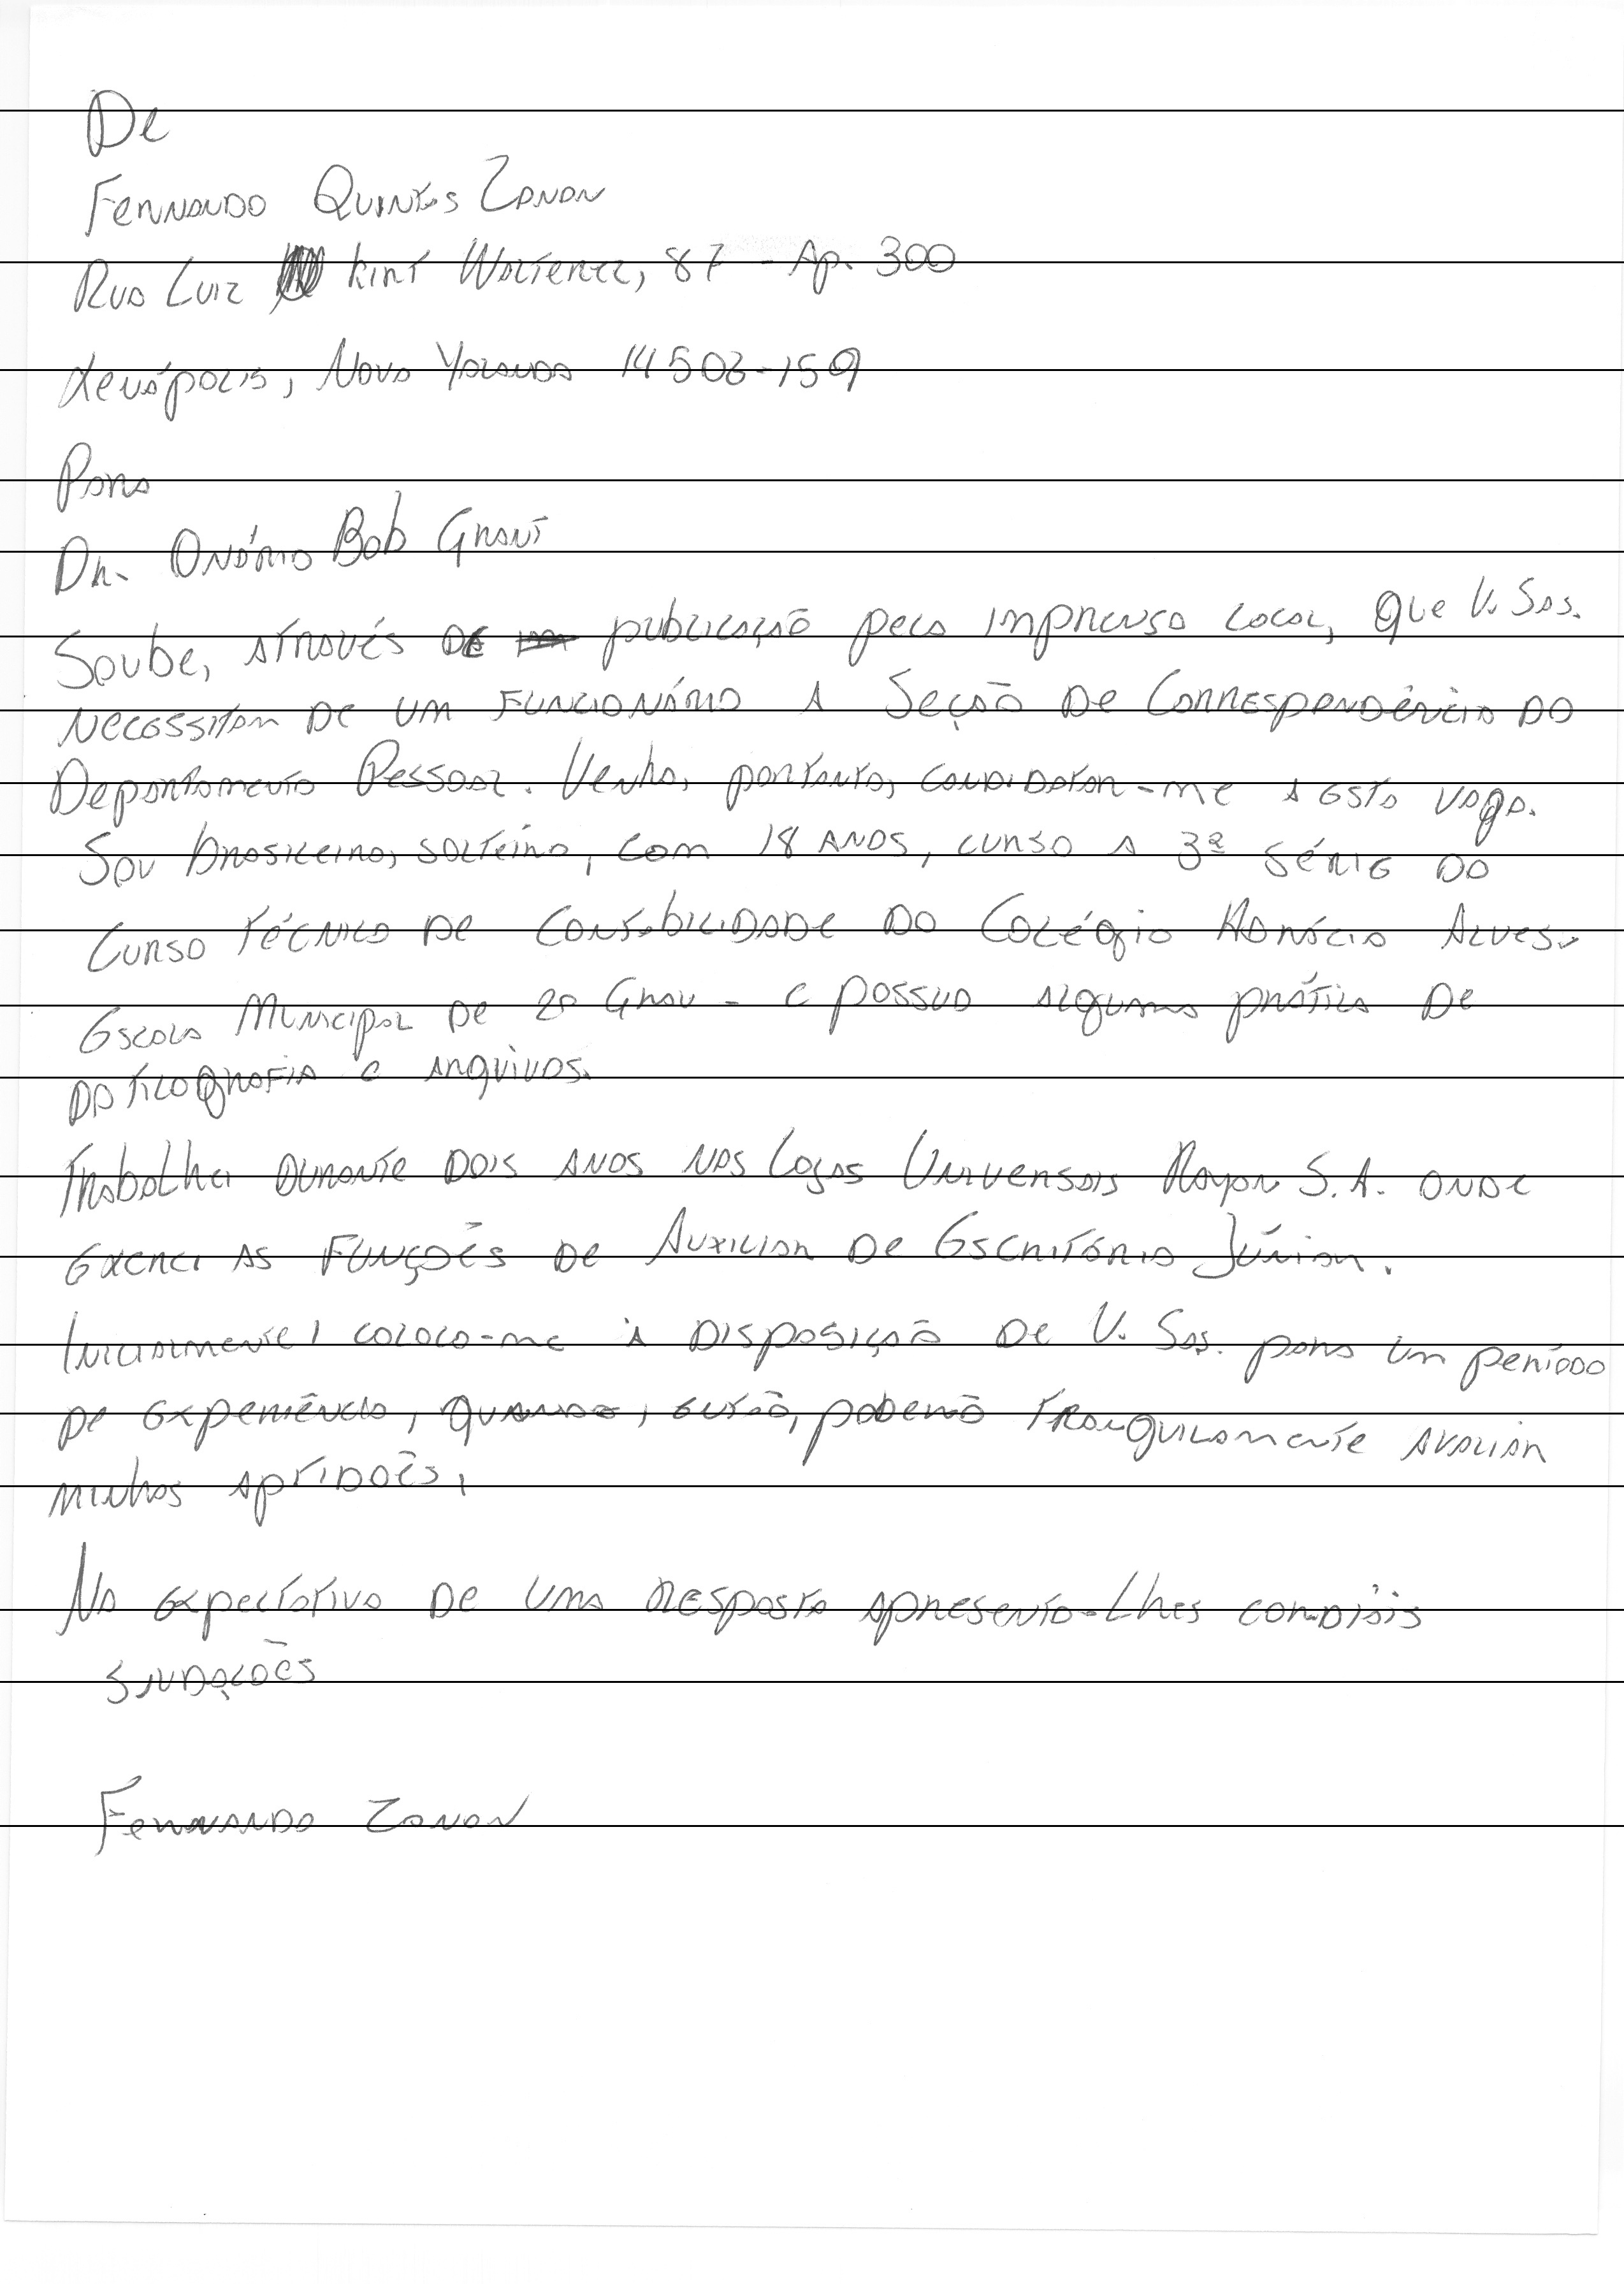 De
Fernando Quintes Zanon
Rua Luiz Kirt Walterez, 87 - Ap. 300
Xenópolis, Nova Yolanda 14502-159
Para
Dr. Onório Bob Grant
Soube, através de publicação pela imprensa local, que V. Sas.
necessitam de um funcionário a Seção de Correspondência do
Departamento Pessoal. Venho, portanto, candidatar-me a esta vaga.
Sou brasileiro, solteiro, com 18 anos, curso a 3ª série do
Curso Técnico de Contabilidade do Colégio Horácio Alves -
Escola Municipal de 2º Grau - e possuo alguma prática de
datilografia e arquivos.
Trabalhei durante dois anos nas Lojas Universais Rayon S.A. onde
exerci as funções de Auxiliar de Escritório Júnior.
Inicialmente, coloco-me à disposição de V. Sas. para um período
de experiência, quando, então, poderão tranquilamente avaliar
minhas aptidões.
Na expectativa de uma resposta apresento-lhes cordiais
saudações
Fernando Zanon